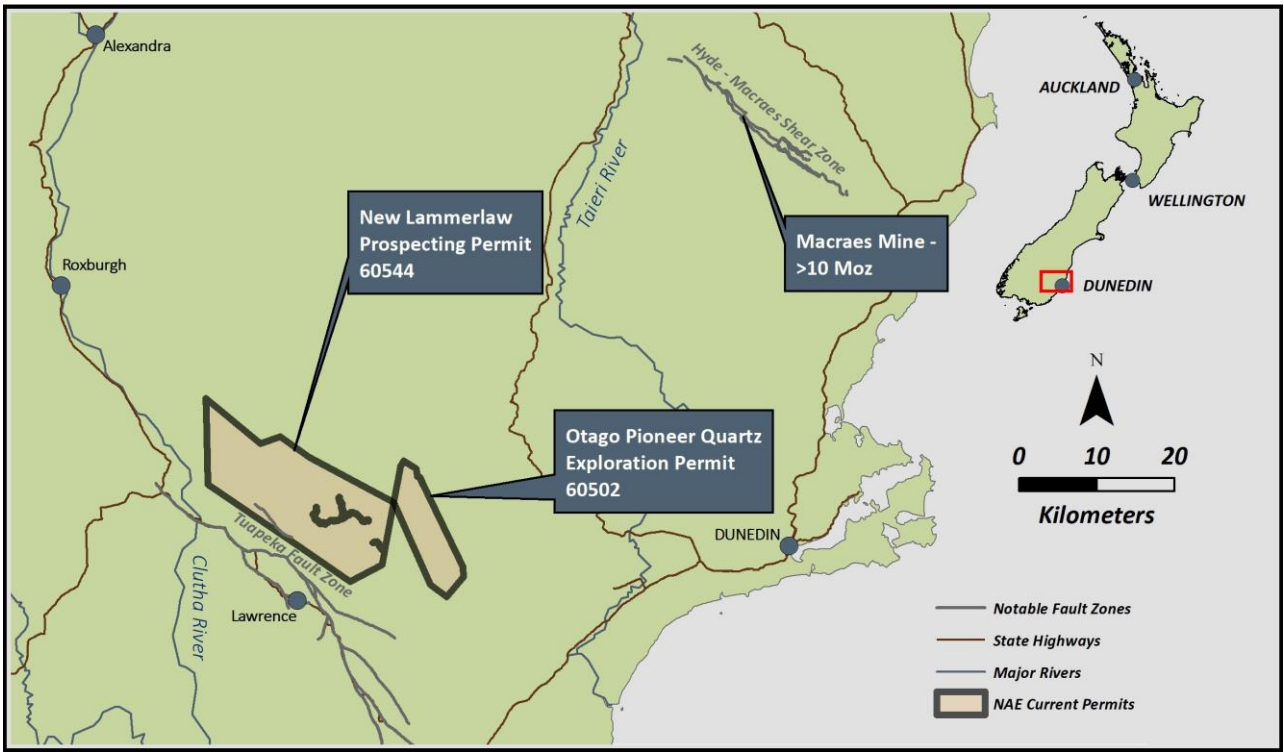 Alexandra
Hyde - Macraes Shear Zone
AUCKLAND
WELLINGTON
DUNEDIN
New Lammerlaw
Prospecting Permit
60544
Taieri River
Macraes Mine -
>10 Moz
Roxburgh
Otago Pioneer Quartz
Exploration Permit
60502
N
0 10 20
Kilometers
Tuapeka Fault Zone
DUNEDIN
Clutha River
Lawrence
Notable Fault Zones
State Highways
Major Rivers
NAE Current Permits